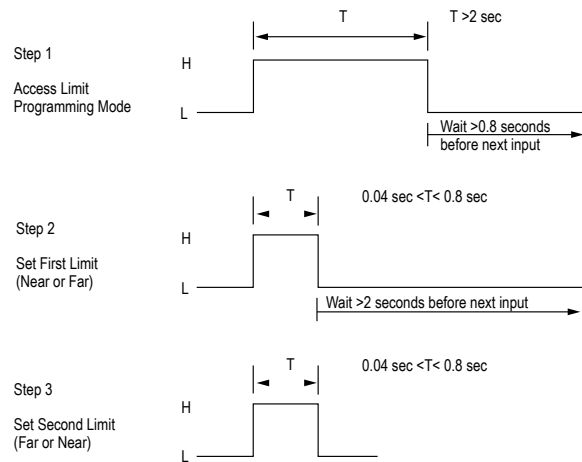 T
T >2 sec
Step 1
H
Access Limit
Programming Mode
L
Wait >0.8 seconds
before next input
T
0.04 sec <T< 0.8 sec
Step 2
H
Set First Limit
(Near or Far)
L
Wait >2 seconds before next input
T
0.04 sec <T< 0.8 sec
Step 3
H
Set Second Limit
(Far or Near)
L